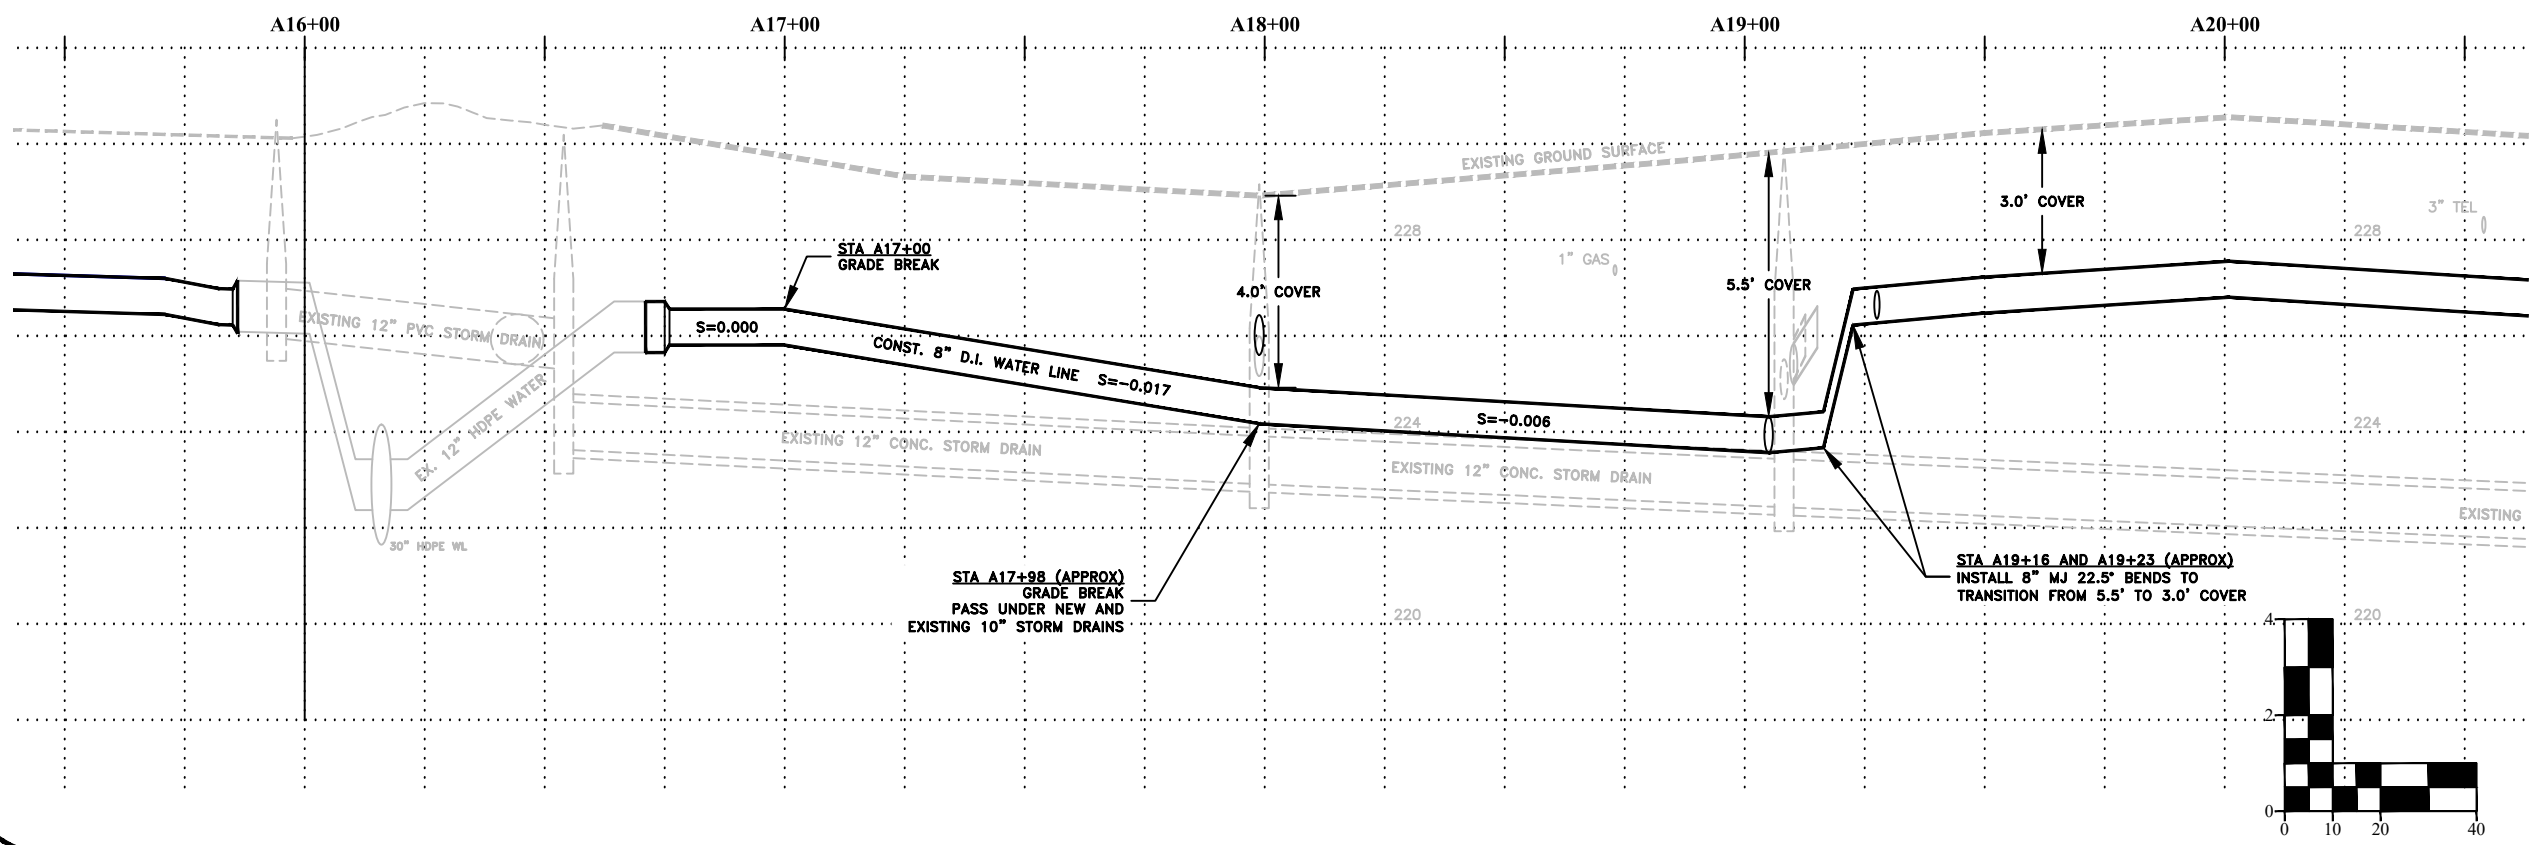 A16+00 A17+00 A18+00 A19+00 A20+00
EXISTING GROUND SURFACE
3.0' COVER
3" TEL
228
228
STA A17+00
GRADE BREAK
1" GAS
4.0' COVER
5.5' COVER
EXISTING 12" PVC STORM DRAIN
S=0.000
CONST. 8" D.I. WATER LINE S=-0.017
S=-0.006
224
224
EX. 12" HDPE WATER
EXISTING 12" CONC. STORM DRAIN
EXISTING 12" CONC. STORM DRAIN
EXISTING
30" HDPE WL
STA A17+98 (APPROX)
GRADE BREAK
PASS UNDER NEW AND
EXISTING 10" STORM DRAINS
STA A19+16 AND A19+23 (APPROX)
INSTALL 8" MJ 22.5° BENDS TO
TRANSITION FROM 5.5' TO 3.0' COVER
220
220
4
2
0
0 10 20 40